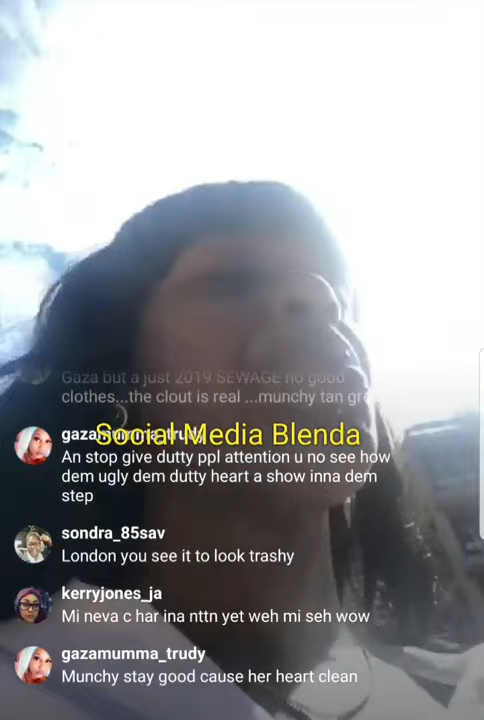 Gaza but a just 2019 SEWAGE no good
clothes...the clout is real ...munchy tan
gazamumma_trudy
Social Media Blenda
An stop give dutty ppl attention u no see how
dem ugly dem dutty heart a show inna dem
step
sondra_85sav
London you see it to look trashy
kerryjones_ja
Mi neva c har ina nttn yet weh mi seh wow
gazamumma_trudy
Munchy stay good cause her heart clean